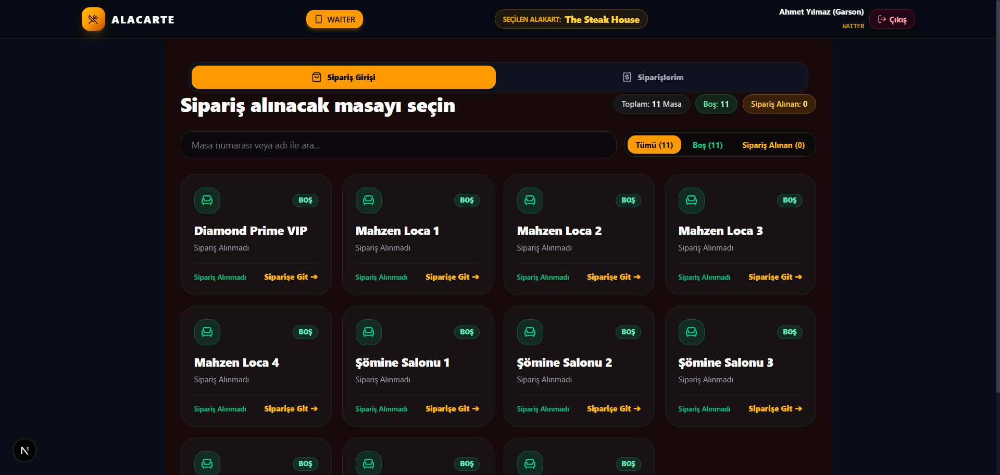 ALACARTE
WAITER
SEÇİLEN ALAKART: The Steak House
Ahmet Yılmaz (Garson)
WAITER
Çıkış
Sipariş Girişi
Siparişlerim
Sipariş alınacak masayı seçin
Toplam: 11 Masa
Boş: 11
Sipariş Alınan: 0
Masa numarası veya adı ile ara...
Tümü (11)
Boş (11)
Sipariş Alınan (0)
BOŞ
Diamond Prime VIP
Sipariş Alınmadı
Sipariş Alınmadı
Siparişe Git ➔
BOŞ
Mahzen Loca 1
Sipariş Alınmadı
Sipariş Alınmadı
Siparişe Git ➔
BOŞ
Mahzen Loca 2
Sipariş Alınmadı
Sipariş Alınmadı
Siparişe Git ➔
BOŞ
Mahzen Loca 3
Sipariş Alınmadı
Sipariş Alınmadı
Siparişe Git ➔
BOŞ
Mahzen Loca 4
Sipariş Alınmadı
Sipariş Alınmadı
Siparişe Git ➔
BOŞ
Şömine Salonu 1
Sipariş Alınmadı
Sipariş Alınmadı
Siparişe Git ➔
BOŞ
Şömine Salonu 2
Sipariş Alınmadı
Sipariş Alınmadı
Siparişe Git ➔
BOŞ
Şömine Salonu 3
Sipariş Alınmadı
Sipariş Alınmadı
Siparişe Git ➔
BOŞ
BOŞ
BOŞ
N